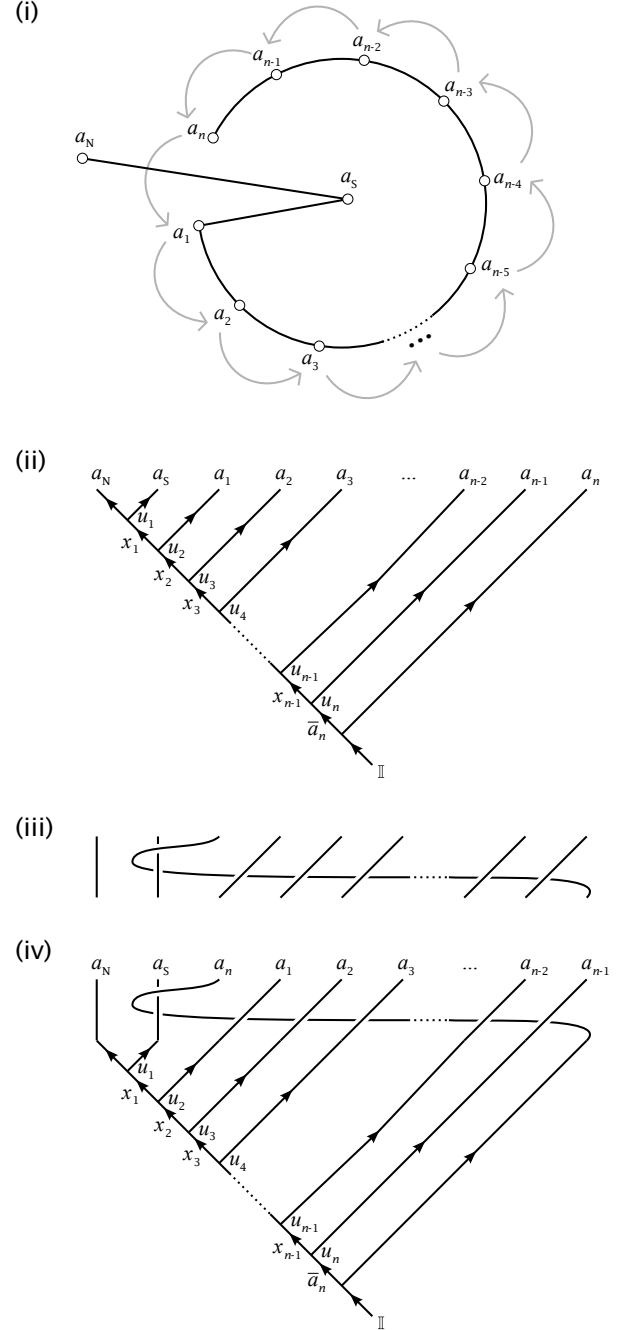 (i)
a_{n-2}
a_{n-1}
a_{n-3}
a_n
a_N
a_S
a_{n-4}
a_1
a_{n-5}
a_2
a_3
(ii)
a_N a_S a_1 a_2 a_3 ... a_{n-2} a_{n-1} a_n
u_1
x_1 u_2
x_2 u_3
x_3 u_4
u_{n-1}
x_{n-1} u_n
a̅_n
𝕀
(iii)
(iv)
a_N a_S a_n a_1 a_2 a_3 ... a_{n-2} a_{n-1}
u_1
x_1 u_2
x_2 u_3
x_3 u_4
u_{n-1}
x_{n-1} u_n
a̅_n
𝕀